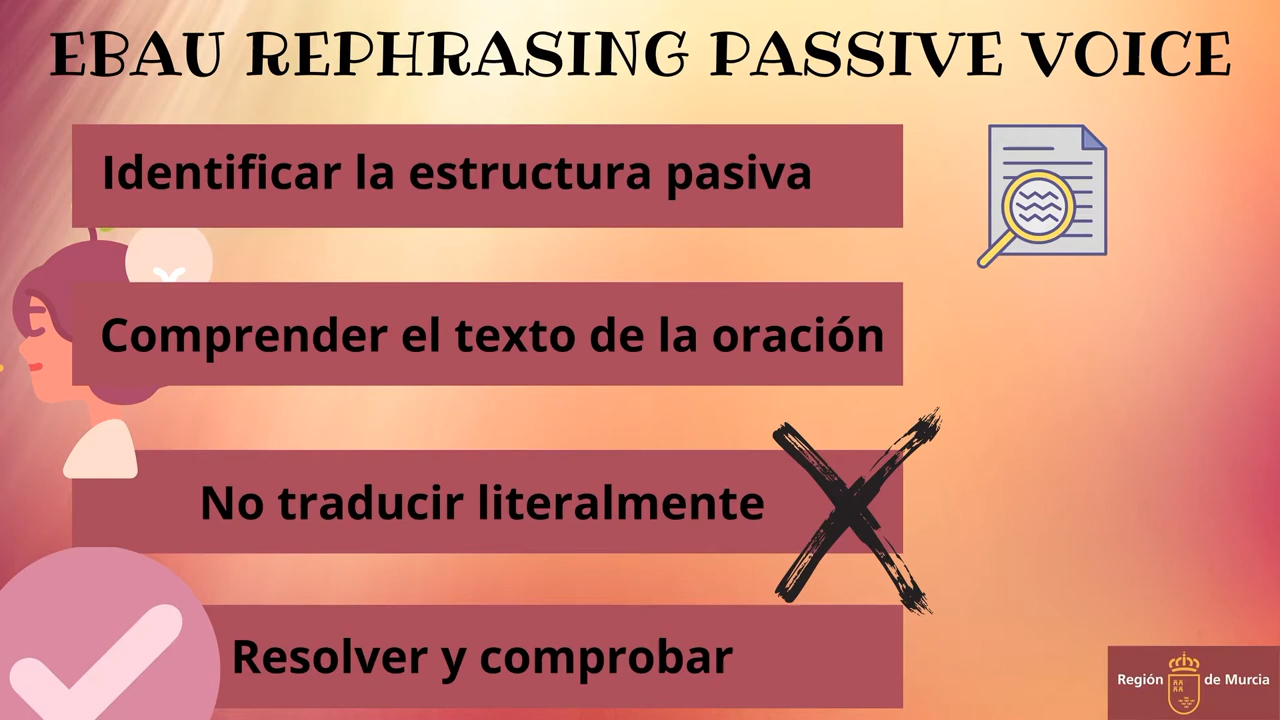 EBAU REPHRASING PASSIVE VOICE
Identificar la estructura pasiva
Comprender el texto de la oración
No traducir literalmente
Resolver y comprobar
Región de Murcia